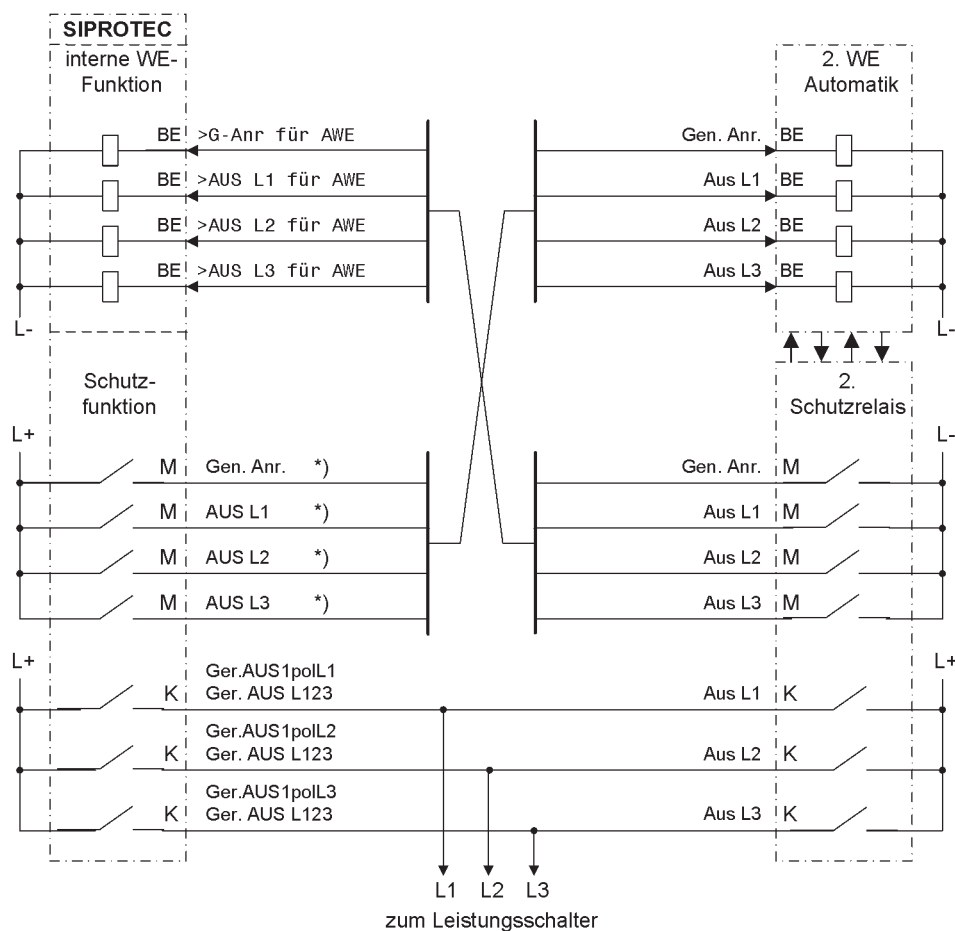 SIPROTEC
interne WE-
Funktion
2. WE
Automatik
BE >G-Anr für AWE
Gen. Anr. BE
BE >AUS L1 für AWE
Aus L1 BE
BE >AUS L2 für AWE
Aus L2 BE
BE >AUS L3 für AWE
Aus L3 BE
L-
L-
Schutz-
funktion
2.
Schutzrelais
L+
L-
M Gen. Anr. *)
Gen. Anr. M
M AUS L1 *)
Aus L1 M
M AUS L2 *)
Aus L2 M
M AUS L3 *)
Aus L3 M
L+
L+
Ger.AUS1polL1
K Ger. AUS L123
Aus L1 K
Ger.AUS1polL2
K Ger. AUS L123
Aus L2 K
Ger.AUS1polL3
K Ger. AUS L123
Aus L3 K
L1 L2 L3
zum Leistungsschalter